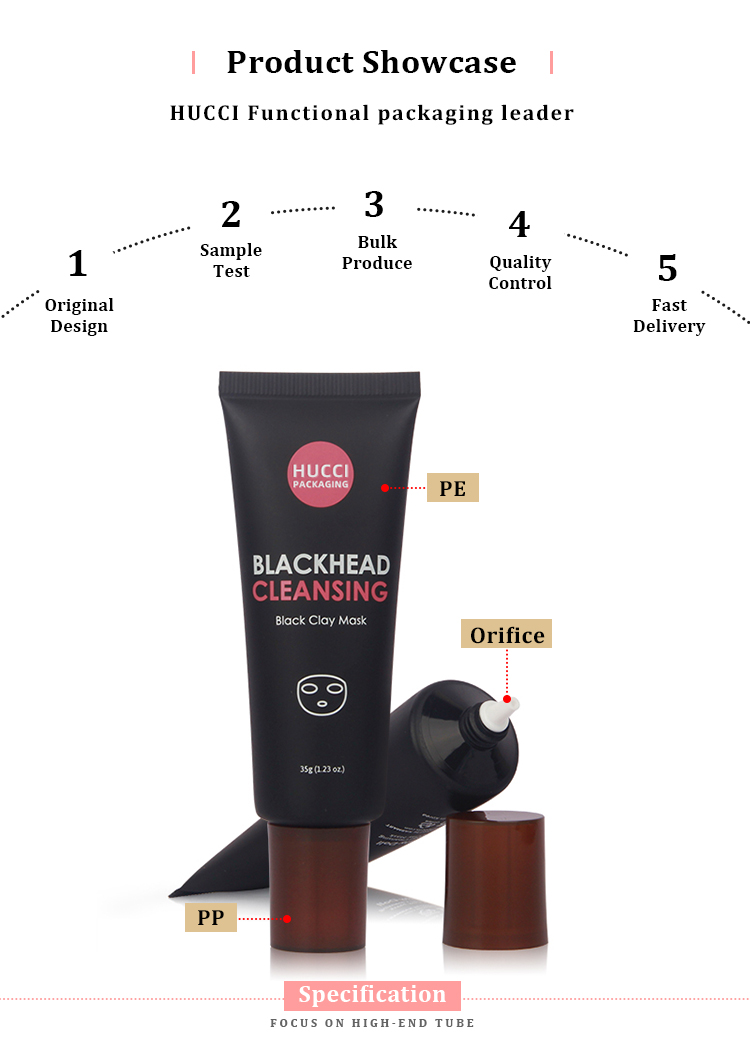 Product Showcase
HUCCI Functional packaging leader
1
Original
Design
2
Sample
Test
3
Bulk
Produce
4
Quality
Control
5
Fast
Delivery
HUCCI
PACKAGING
PE
BLACKHEAD
CLEANSING
Black Clay Mask
Orifice
35g (1.23 oz.)
PP
Specification
FOCUS ON HIGH-END TUBE